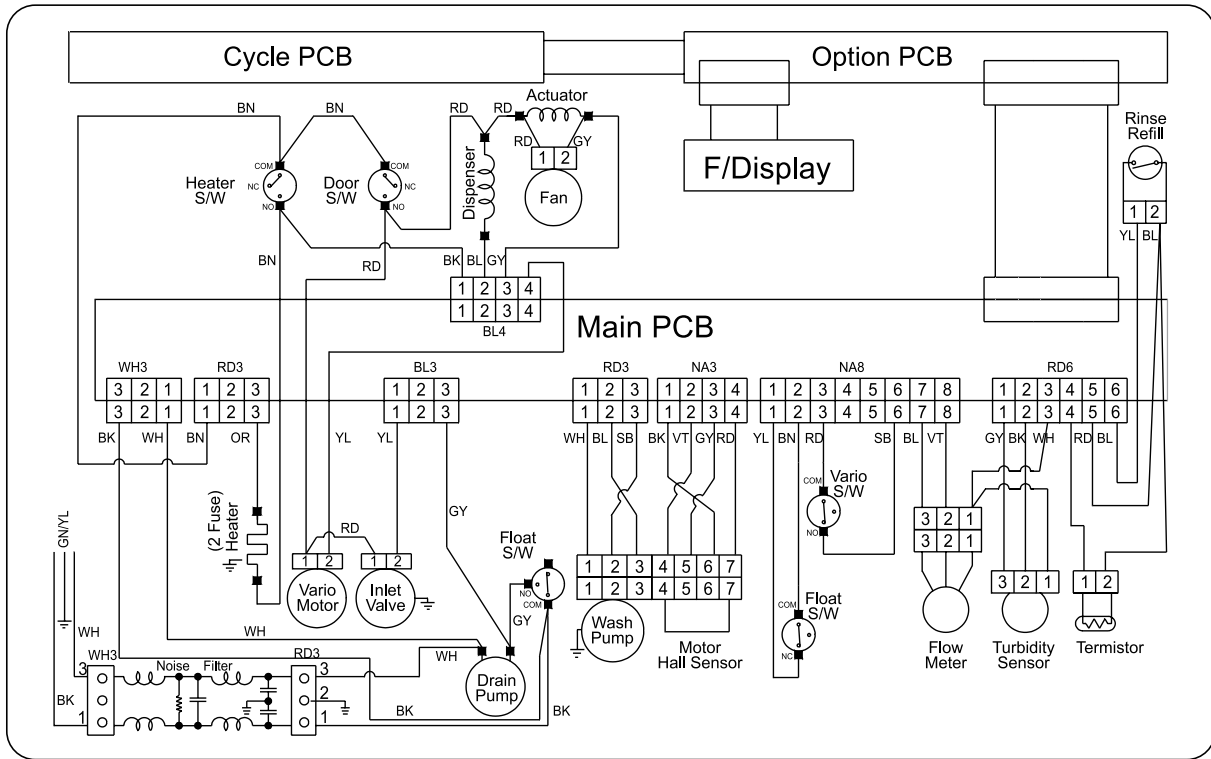 Cycle PCB
Option PCB
Actuator
BN
BN
RD
RD
RD
GY
1 2
Fan
F/Display
Rinse
Refill
1 2
YL BL
COM
NC
NO
Heater
S/W
Door
S/W
COM
NC
NO
Dispenser
BN
RD
BK
BL
GY
1 2 3 4
1 2 3 4
BL4
Main PCB
WH3
RD3
BL3
RD3
NA3
NA8
RD6
3 2 1
1 2 3
1 2 3
1 2 3
1 2 3 4
1 2 3 4 5 6 7 8
1 2 3 4 5 6
3 2 1
1 2 3
1 2 3
1 2 3
1 2 3 4
1 2 3 4 5 6 7 8
1 2 3 4 5 6
BK
WH
BN
OR
YL
YL
WH
BL
SB
BK
VT
GY
RD
YL
BN
RD
SB
BL
VT
GY
BK
WH
RD
BL
GN/YL
(2 Fuse)
Heater
RD
GY
Float
S/W
NO
COM
GY
COM
NO
Vario
S/W
1 2
Vario
Motor
1 2
Inlet
Valve
1 2 3 4 5 6 7
1 2 3 4 5 6 7
Wash
Pump
Motor
Hall Sensor
COM
NC
Float
S/W
3 2 1
3 2 1
Flow
Meter
3 2 1
Turbidity
Sensor
1 2
Termistor
WH
WH
WH
WH3
3
1
BK
Noise
Filter
RD3
3
2
1
Drain
Pump
BK
BK